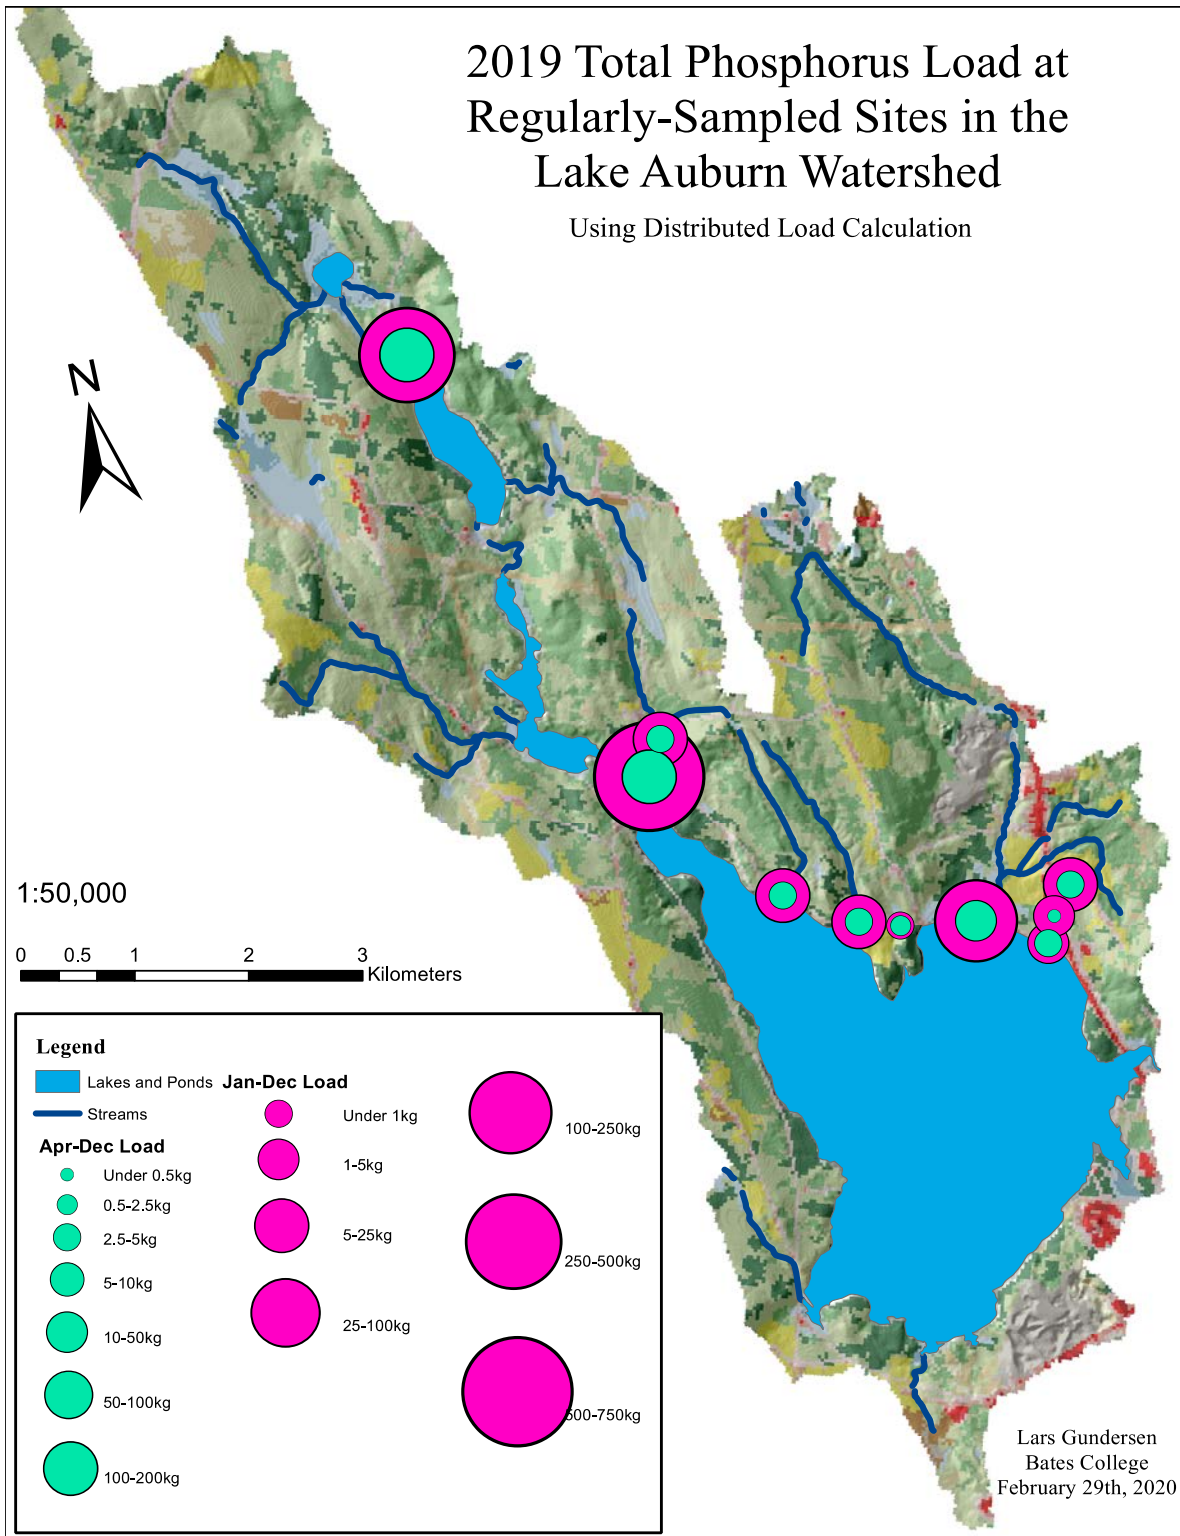 2019 Total Phosphorus Load at
Regularly-Sampled Sites in the
Lake Auburn Watershed
Using Distributed Load Calculation
N
1:50,000
0 1 2 3
Kilometers
Legend
Lakes and Ponds
Streams
Apr-Dec Load
Under 0.5kg
0.5-2.5kg
2.5-5kg
5-10kg
10-50kg
50-100kg
100-200kg
Jan-Dec Load
Under 1kg
1-5kg
5-25kg
25-100kg
100-250kg
250-500kg
500-750kg
Lars Gundersen
Bates College
February 29th, 2020